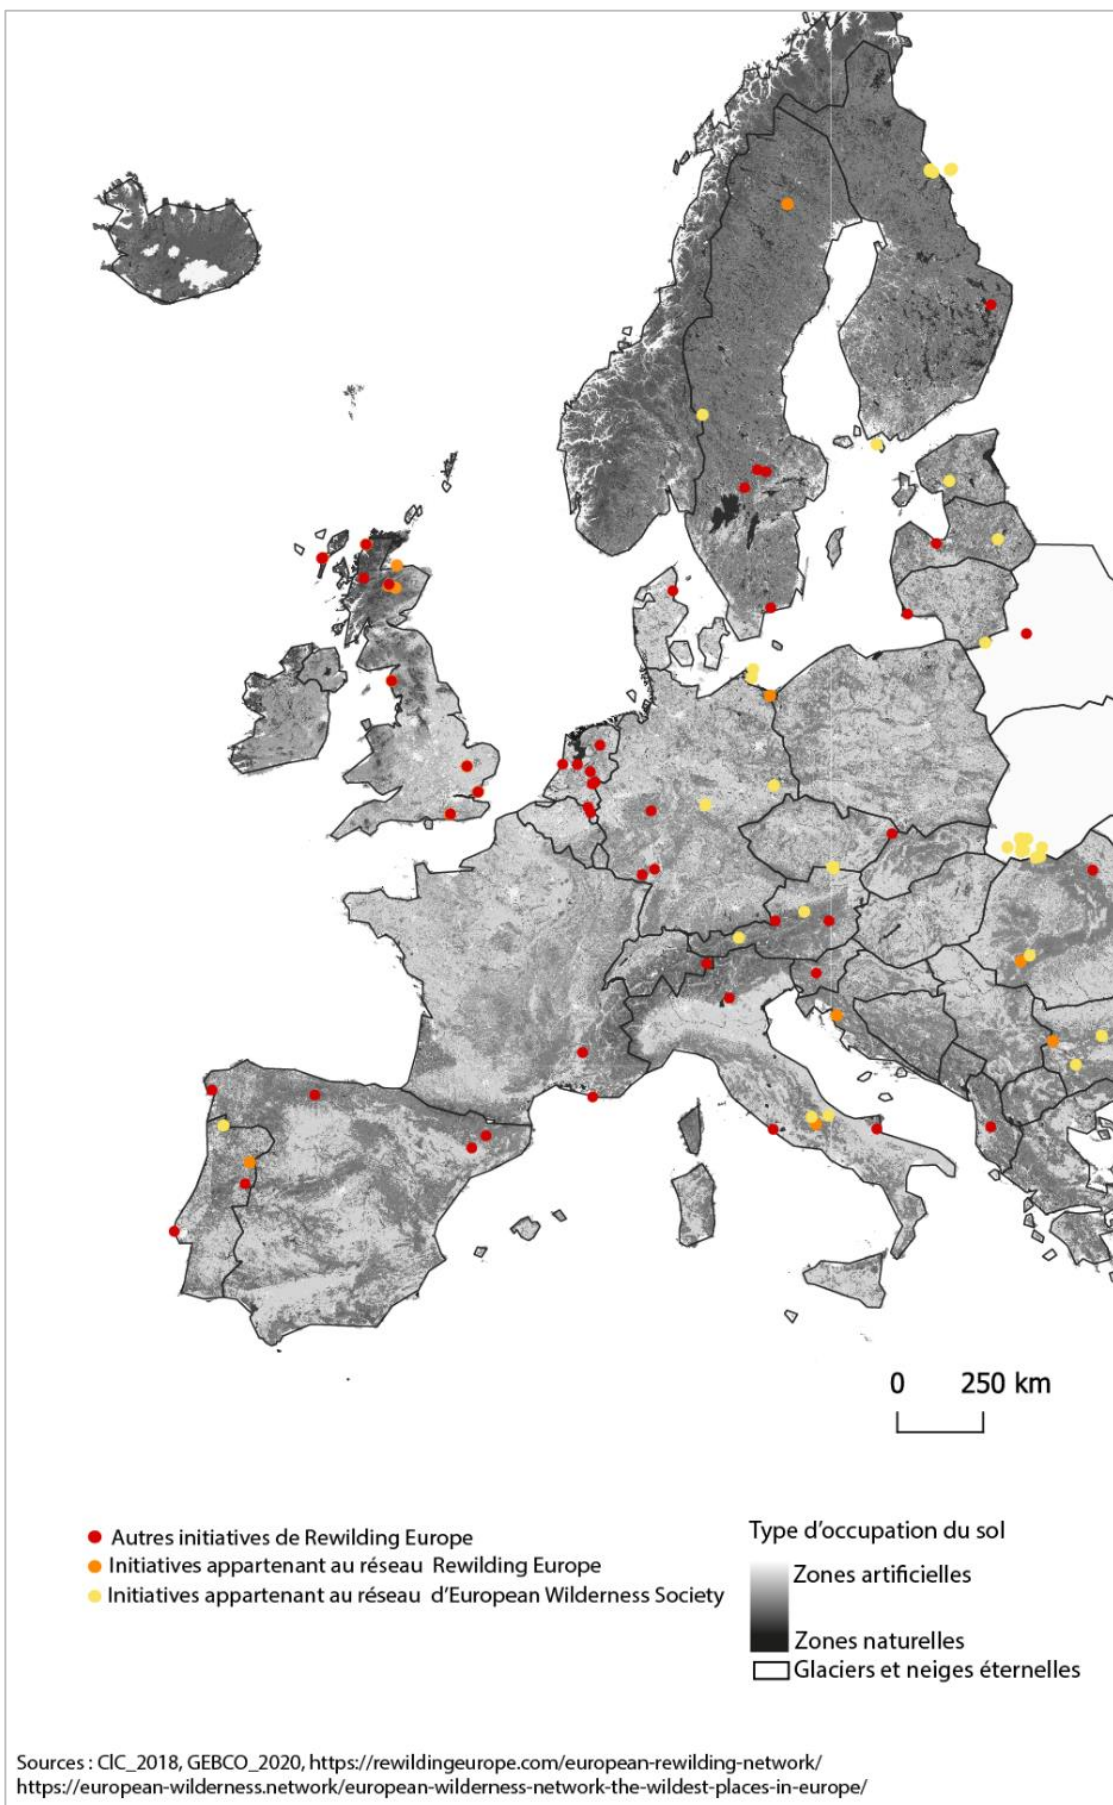 0 250 km
Autres initiatives de Rewilding Europe
Initiatives appartenant au réseau Rewilding Europe
Initiatives appartenant au réseau d'European Wilderness Society
Type d'occupation du sol
Zones artificielles
Zones naturelles
Glaciers et neiges éternelles
Sources : ClC_2018, GEBCO_2020, https://rewildingeurope.com/european-rewilding-network/
https://european-wilderness.network/european-wilderness-network-the-wildest-places-in-europe/